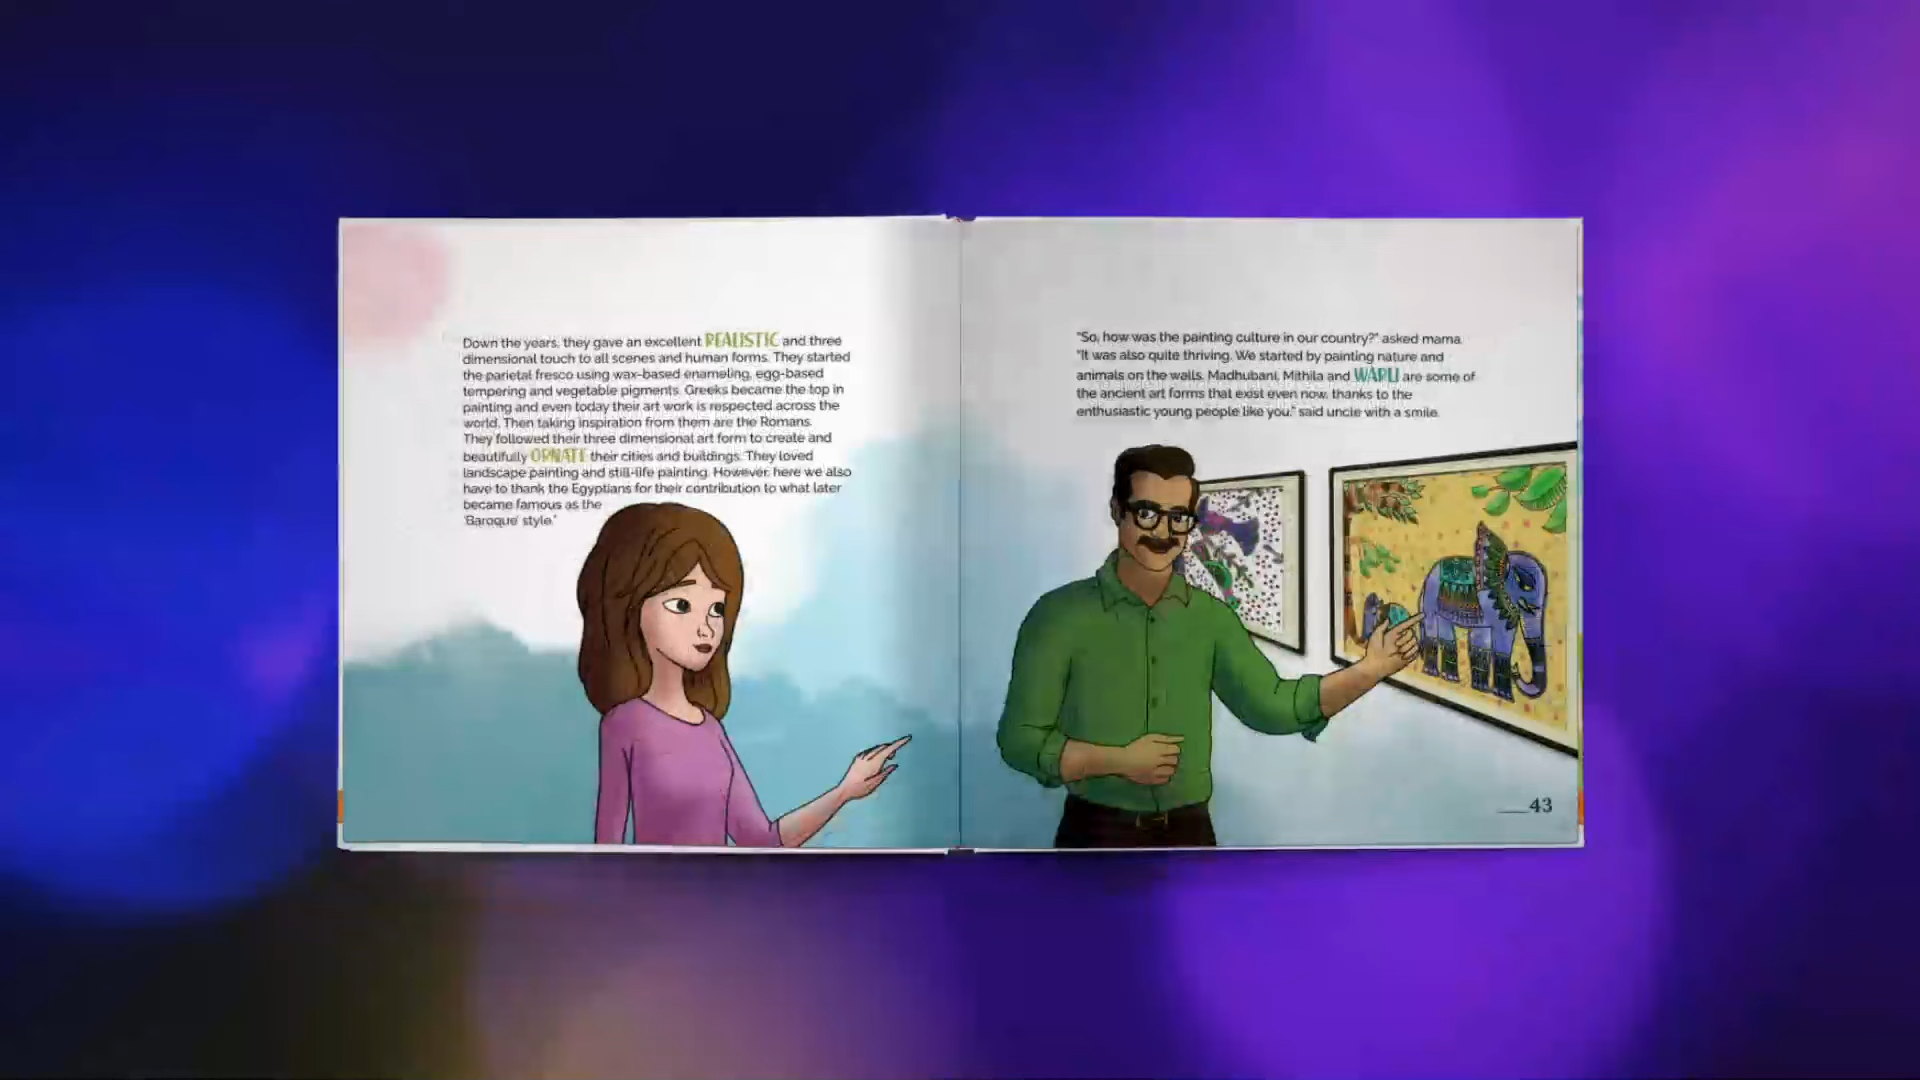 Down the years, they gave an excellent REALISTIC and three
dimensional touch to all scenes and human forms. They started
the parietal fresco using wax-based enameling, egg-based
tempering and vegetable pigments. Greeks became the top in
painting and even today their art work is respected across the
world. Then taking inspiration from them are the Romans.
They followed their three dimensional art form to create and
beautifully ORNATE their cities and buildings. They loved
landscape painting and still-life painting. However, here we also
have to thank the Egyptians for their contribution to what later
became famous as the
'Baroque' style."
"So, how was the painting culture in our country?" asked mama.
"It was also quite thriving. We started by painting nature and
animals on the walls. Madhubani, Mithila and WARLI are some of
the ancient art forms that exist even now, thanks to the
enthusiastic young people like you," said uncle with a smile.
43